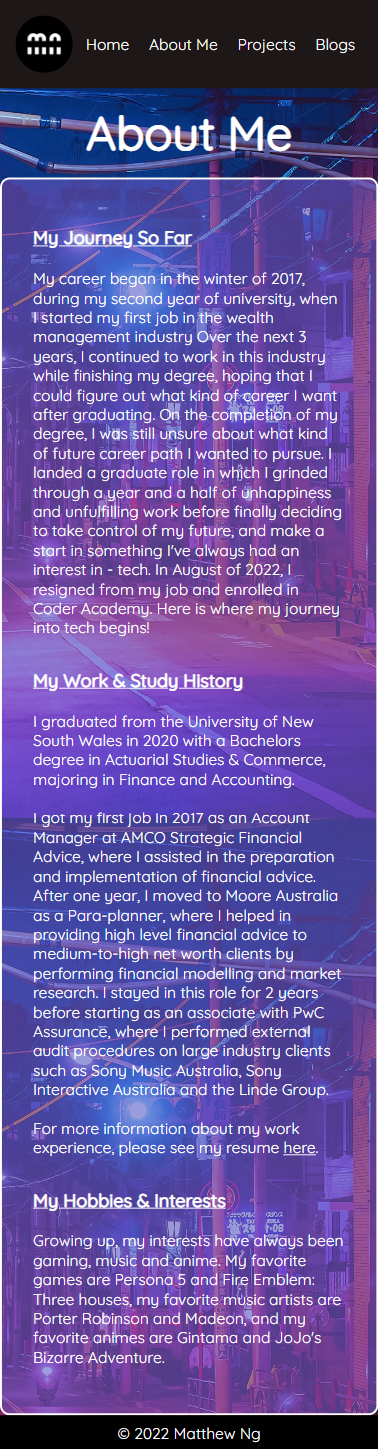 mn
Home About Me Projects Blogs
About Me
My Journey So Far
My career began in the winter of 2017,
during my second year of university, when
I started my first job in the wealth
management industry Over the next 3
years, I continued to work in this industry
while finishing my degree, hoping that I
could figure out what kind of career I want
after graduating. On the completion of my
degree, I was still unsure about what kind
of future career path I wanted to pursue. I
landed a graduate role in which I grinded
through a year and a half of unhappiness
and unfulfilling work before finally deciding
to take control of my future, and make a
start in something I've always had an
interest in - tech. In August of 2022, I
resigned from my job and enrolled in
Coder Academy. Here is where my journey
into tech begins!
My Work & Study History
I graduated from the University of New
South Wales in 2020 with a Bachelors
degree in Actuarial Studies & Commerce,
majoring in Finance and Accounting.
I got my first job in 2017 as an Account
Manager at AMCO Strategic Financial
Advice, where I assisted in the preparation
and implementation of financial advice.
After one year, I moved to Moore Australia
as a Para-planner, where I helped in
providing high level financial advice to
medium-to-high net worth clients by
performing financial modelling and market
research. I stayed in this role for 2 years
before starting as an associate with PwC
Assurance, where I performed external
audit procedures on large industry clients
such as Sony Music Australia, Sony
Interactive Australia and the Linde Group.
For more information about my work
experience, please see my resume here.
My Hobbies & Interests
Growing up, my interests have always been
gaming, music and anime. My favorite
games are Persona 5 and Fire Emblem:
Three houses, my favorite music artists are
Porter Robinson and Madeon, and my
favorite animes are Gintama and JoJo's
Bizarre Adventure.
© 2022 Matthew Ng